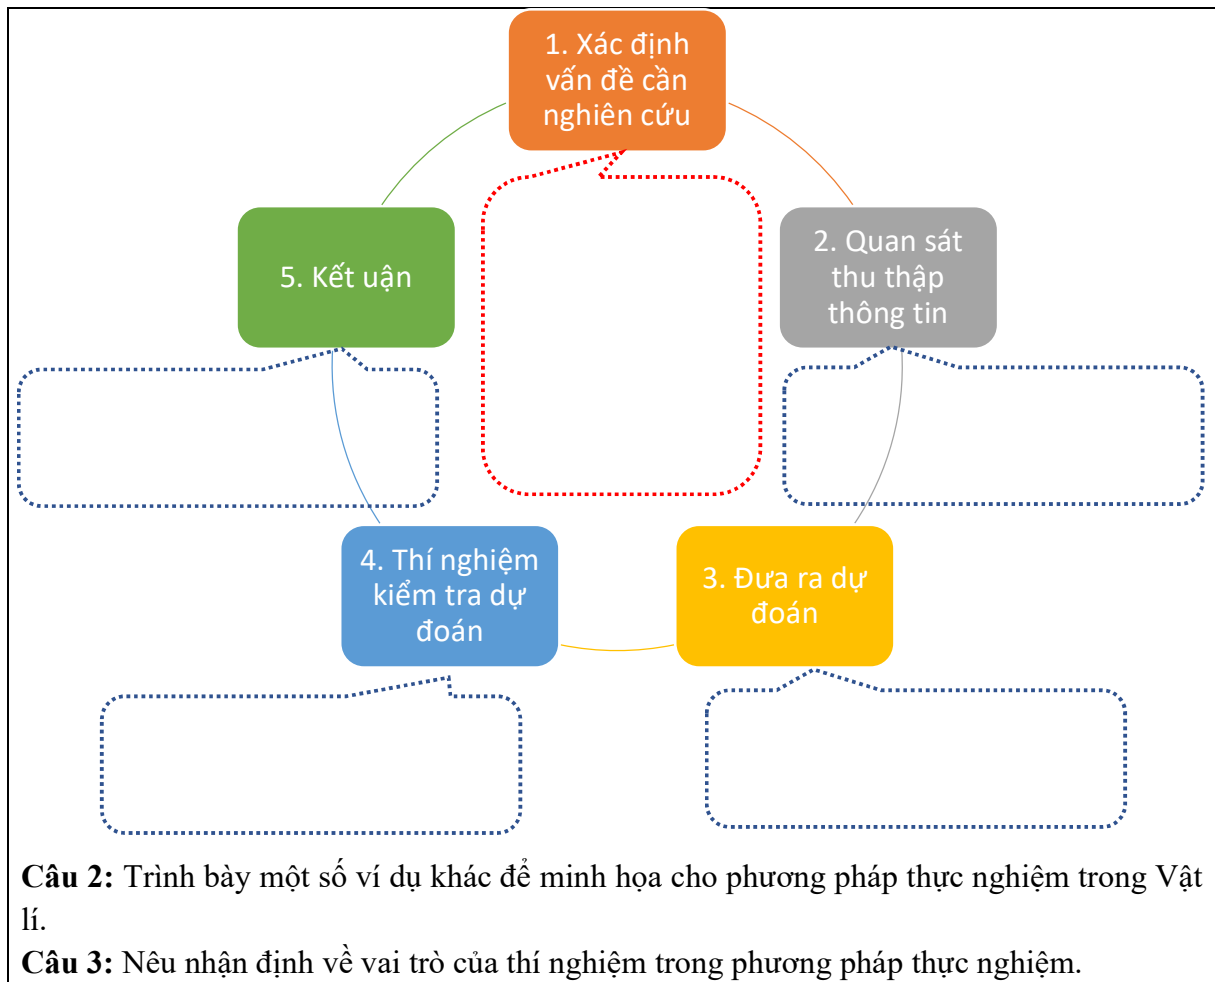 1. Xác định
vấn đề cần
nghiên cứu
2. Quan sát
thu thập
thông tin
3. Đưa ra dự
đoán
4. Thí nghiệm
kiểm tra dự
đoán
5. Kết uận
Câu 2: Trình bày một số ví dụ khác để minh họa cho phương pháp thực nghiệm trong Vật
lí.
Câu 3: Nêu nhận định về vai trò của thí nghiệm trong phương pháp thực nghiệm.